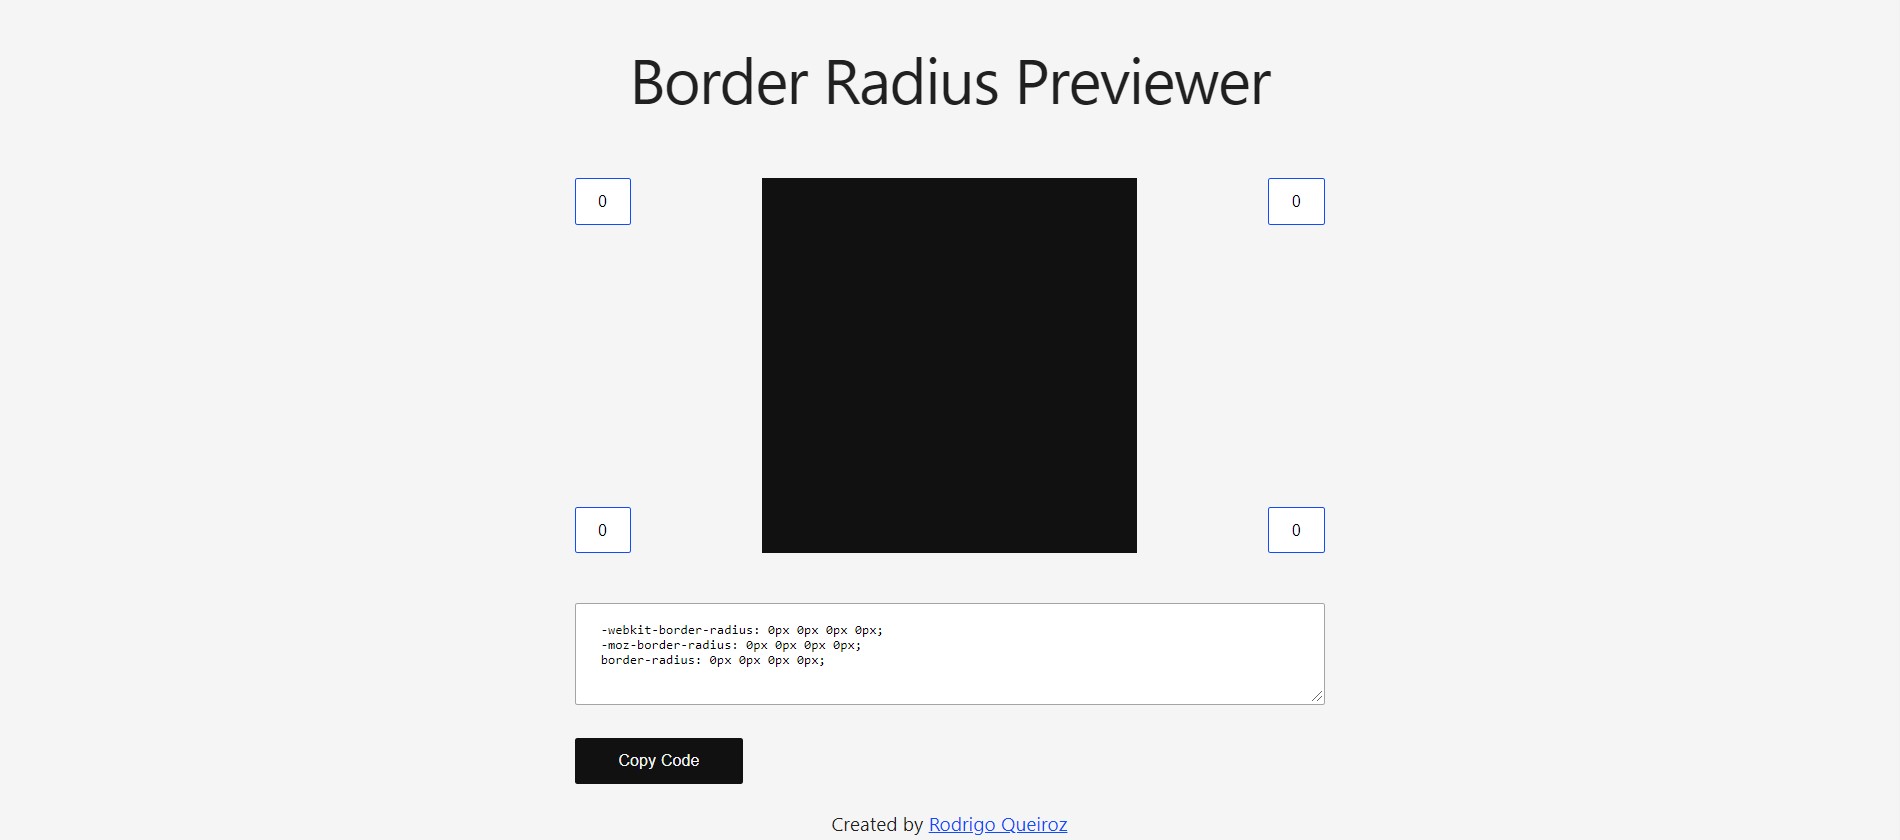 Border Radius Previewer
0
0
0
0
-webkit-border-radius: 0px 0px 0px 0px;
-moz-border-radius: 0px 0px 0px 0px;
border-radius: 0px 0px 0px 0px;
Copy Code
Created by Rodrigo Queiroz